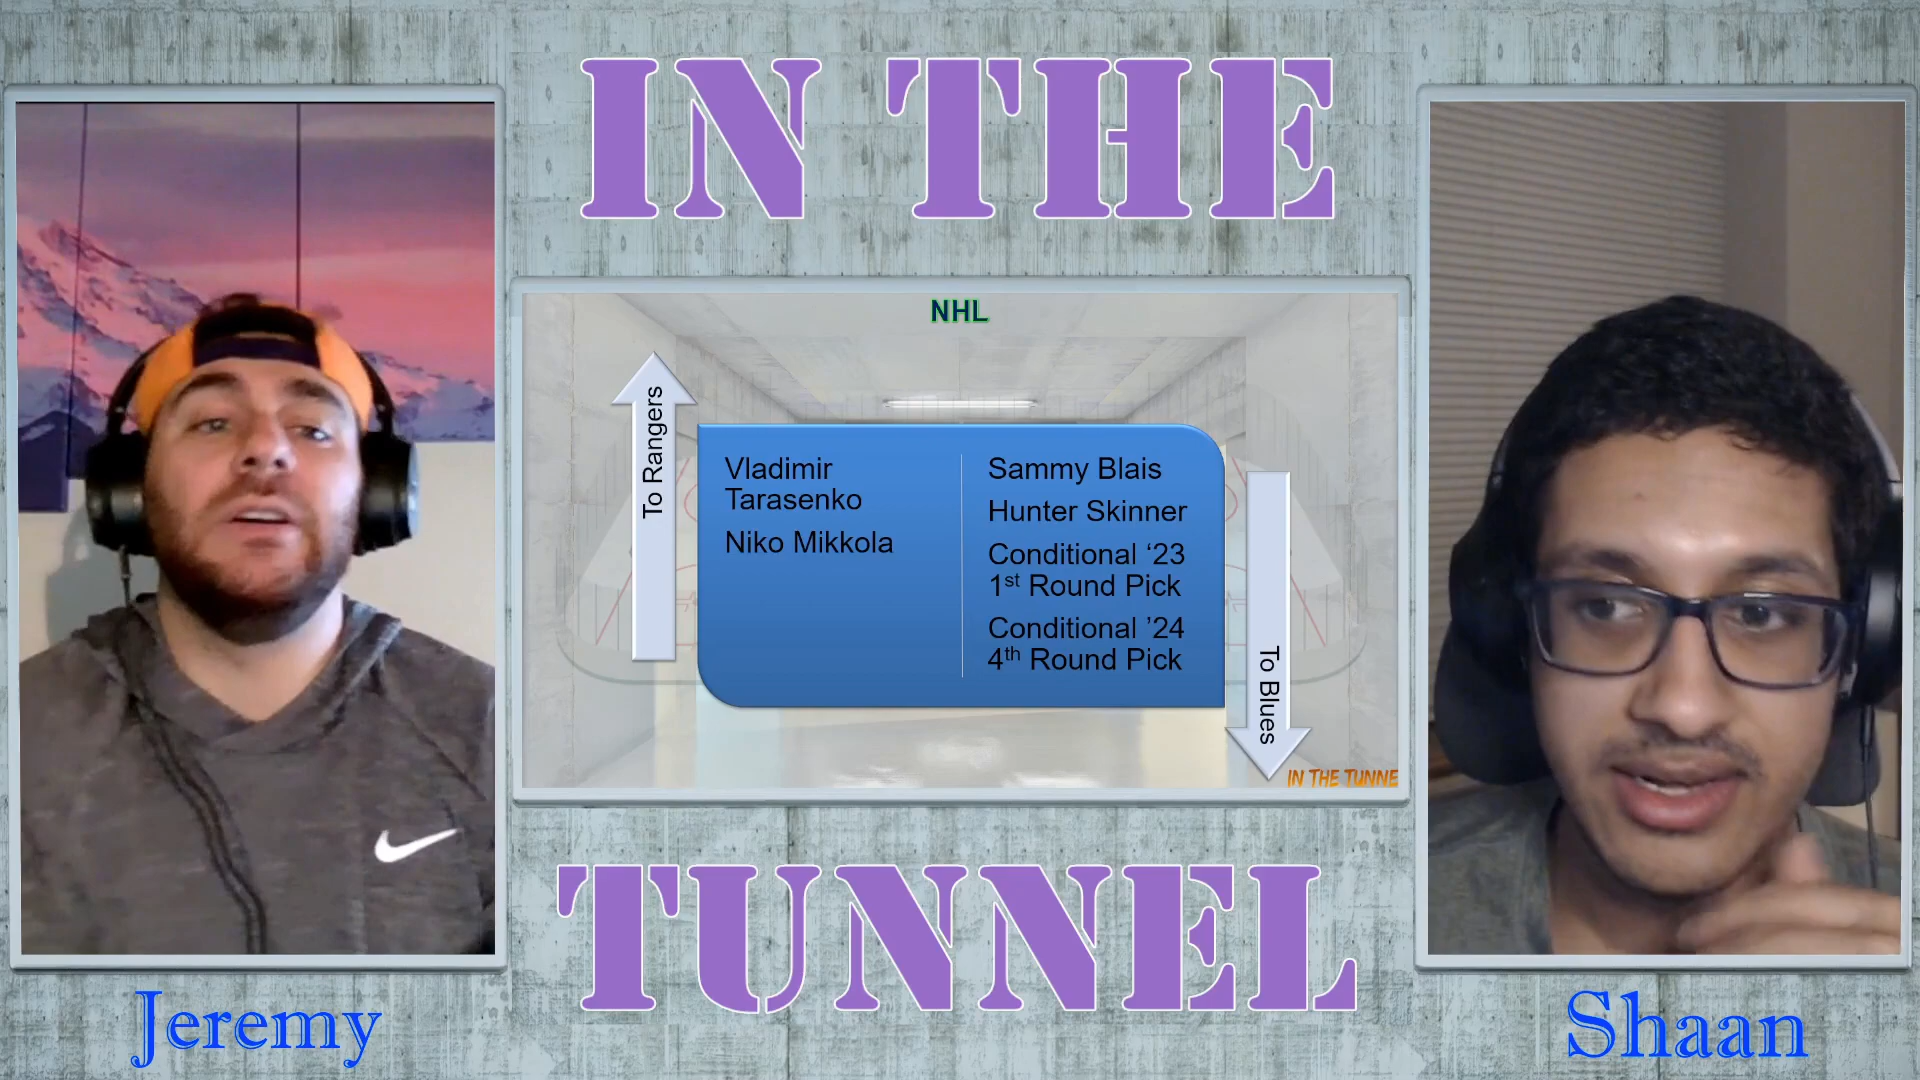 IN THE
NHL
To Rangers
Vladimir
Tarasenko
Niko Mikkola
Sammy Blais
Hunter Skinner
Conditional ‘23
1st Round Pick
Conditional ’24
4th Round Pick
To Blues
IN THE TUNNE
TUNNEL
Jeremy
Shaan